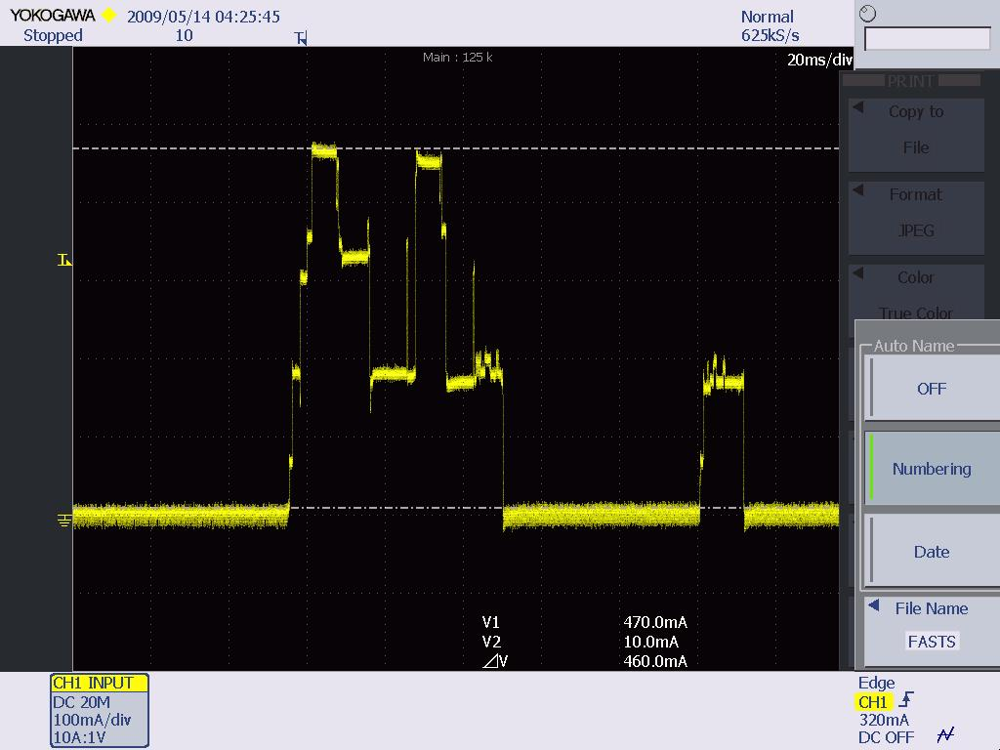 YOKOGAWA 2009/05/14 04:25:45
Stopped 10
Normal
625kS/s
Main : 125 k
20ms/div
PRINT
Copy to
File
Format
JPEG
Color
True Color
Auto Name
OFF
Numbering
Date
File Name
FASTS
V1 470.0mA
V2 10.0mA
⊿V 460.0mA
CH1 INPUT
DC 20M
100mA/div
10A:1V
Edge
CH1
320mA
DC OFF